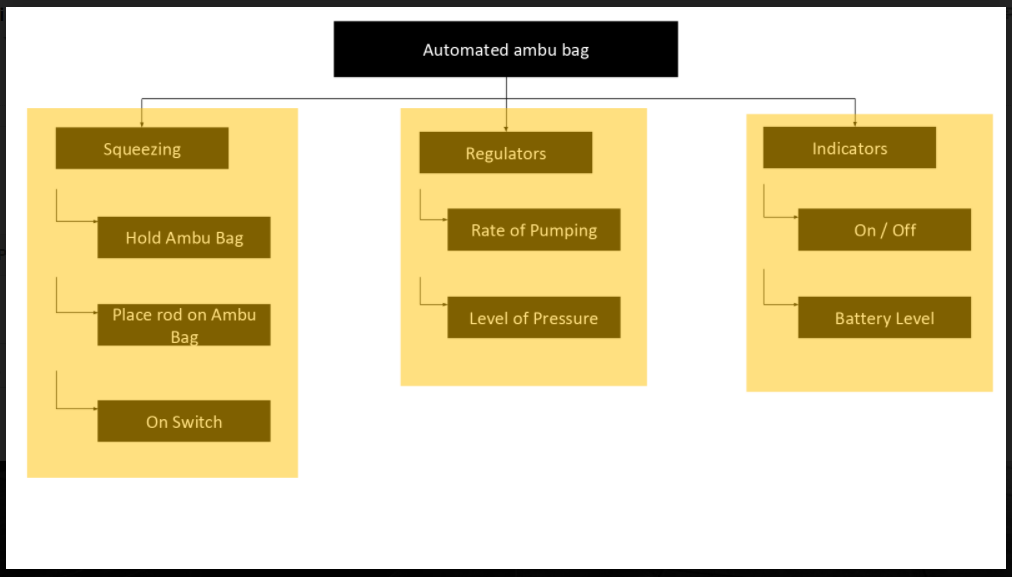 Automated ambu bag
Squeezing
Hold Ambu Bag
Place rod on Ambu
Bag
On Switch
Regulators
Rate of Pumping
Level of Pressure
Indicators
On / Off
Battery Level